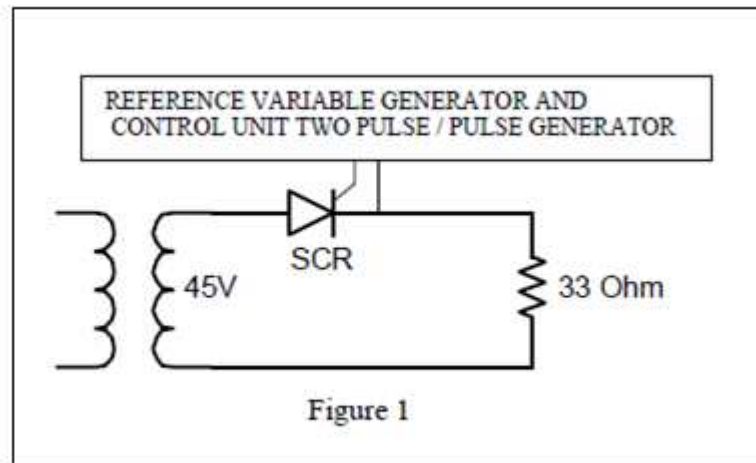 REFERENCE VARIABLE GENERATOR AND
CONTROL UNIT TWO PULSE / PULSE GENERATOR
SCR
45V
33 Ohm
Figure 1